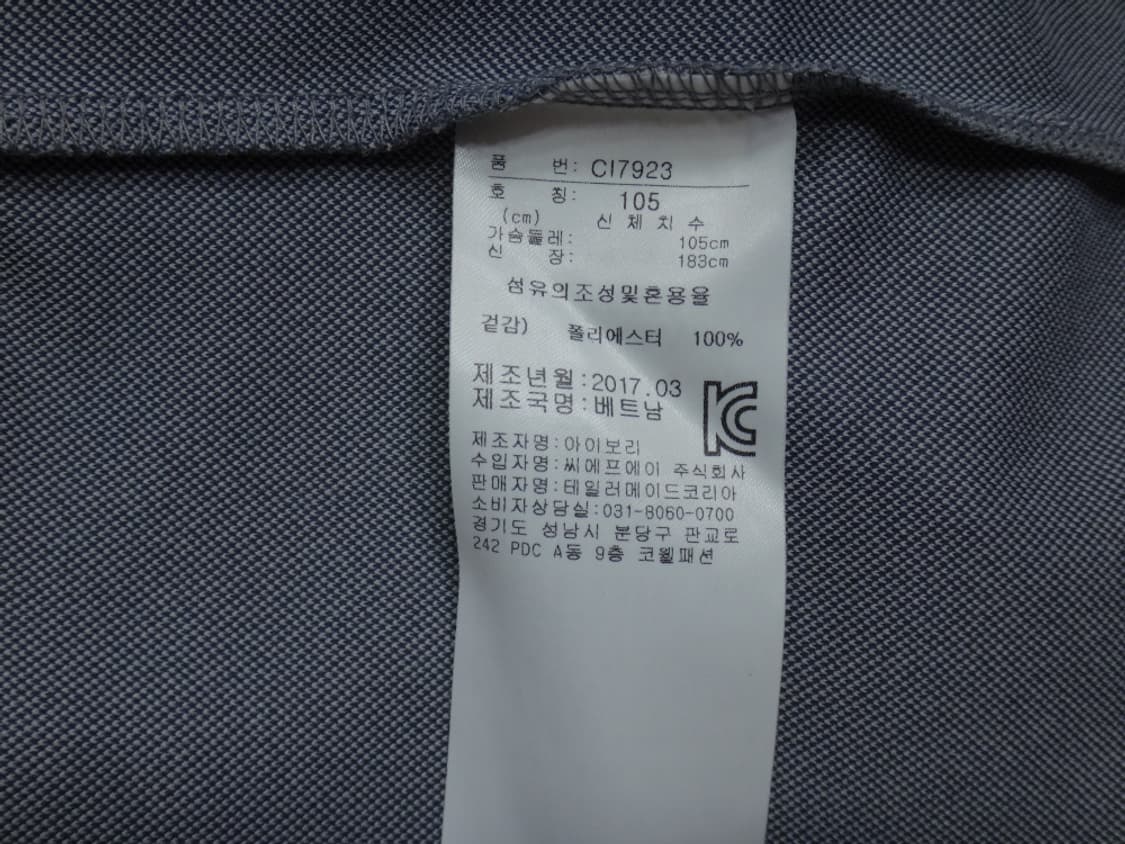 품 번: CI7923
호 칭: 105
(cm) 신 체 치 수
가슴둘레: 105cm
신 장: 183cm
섬유의조성및혼용율
겉감) 폴리에스터 100%
제조년월:2017.03
제조국명:베트남
KC
제조자명:아이보리
수입자명:씨에프에이 주식회사
판매자명:테일러메이드코리아
소비자상담실:031-8060-0700
경기도 성남시 분당구 판교로
242 PDC A동 9층 코웰패션